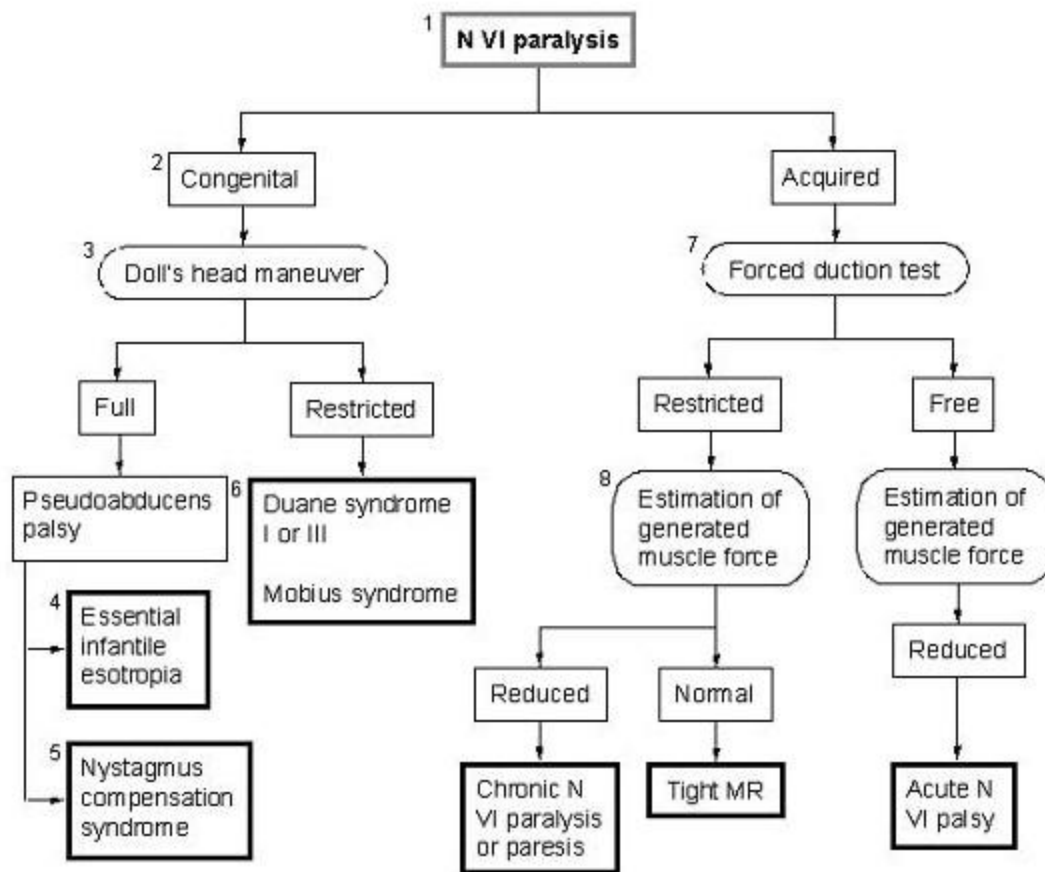 1
N VI paralysis
2
Congenital
Acquired
3
Doll's head maneuver
7
Forced duction test
Full
Restricted
Restricted
Free
Pseudoabducens
palsy
6
Duane syndrome
I or III
Mobius syndrome
8
Estimation of
generated
muscle force
Estimation of
generated
muscle force
4
Essential
infantile
esotropia
Reduced
Normal
Reduced
5
Nystagmus
compensation
syndrome
Chronic N
VI paralysis
or paresis
Tight MR
Acute N
VI palsy